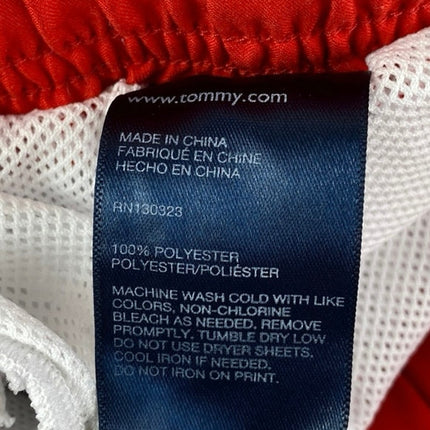 www.tommy.com
MADE IN CHINA
FABRIQUÉ EN CHINE
HECHO EN CHINA
RN130323
100% POLYESTER
POLYESTER/POLIÉSTER
MACHINE WASH COLD WITH LIKE
COLORS, NON-CHLORINE
BLEACH AS NEEDED, REMOVE
PROMPTLY, TUMBLE DRY LOW
DO NOT USE DRYER SHEETS.
COOL IRON IF NEEDED.
DO NOT IRON ON PRINT.